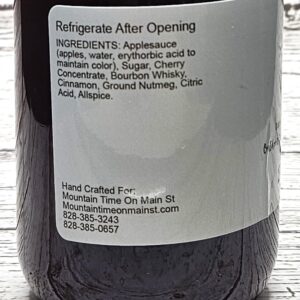 Refrigerate After Opening
INGREDIENTS: Applesauce
(apples, water, erythorbic acid to
maintain color), Sugar, Cherry
Concentrate, Bourbon Whisky,
Cinnamon, Ground Nutmeg, Citric
Acid, Allspice.
Hand Crafted For:
Mountain Time On Main St
Mountaintimeonmainst.com
828-385-3243
828-385-0657